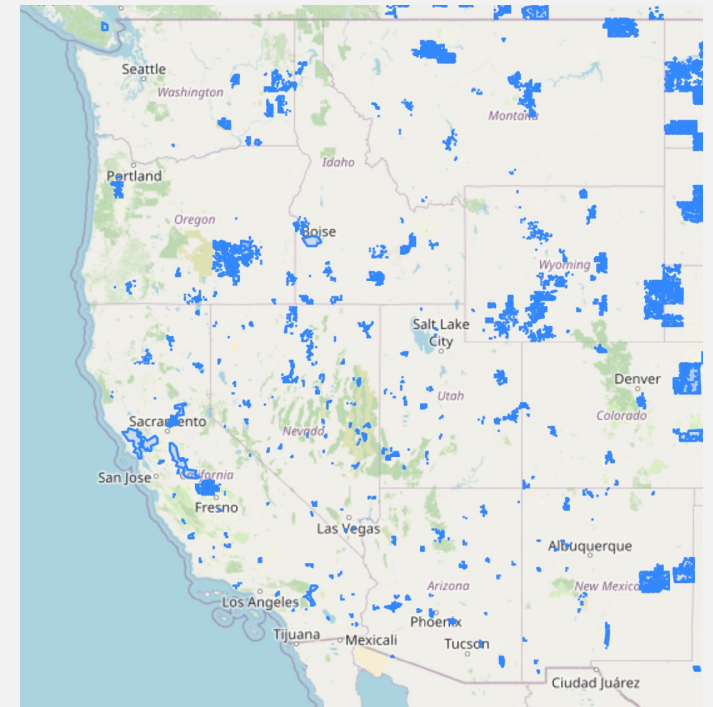 Seattle
Washington
Montana
Idaho
Portland
Oregon
Boise
Wyoming
Salt Lake
City
Denver
Utah
Colorado
Sacramento
Nevada
San Jose
California
Fresno
Las Vegas
Albuquerque
Arizona
New Mexico
Los Angeles
Phoenix
Tijuana
Mexicali
Tucson
Ciudad Juárez